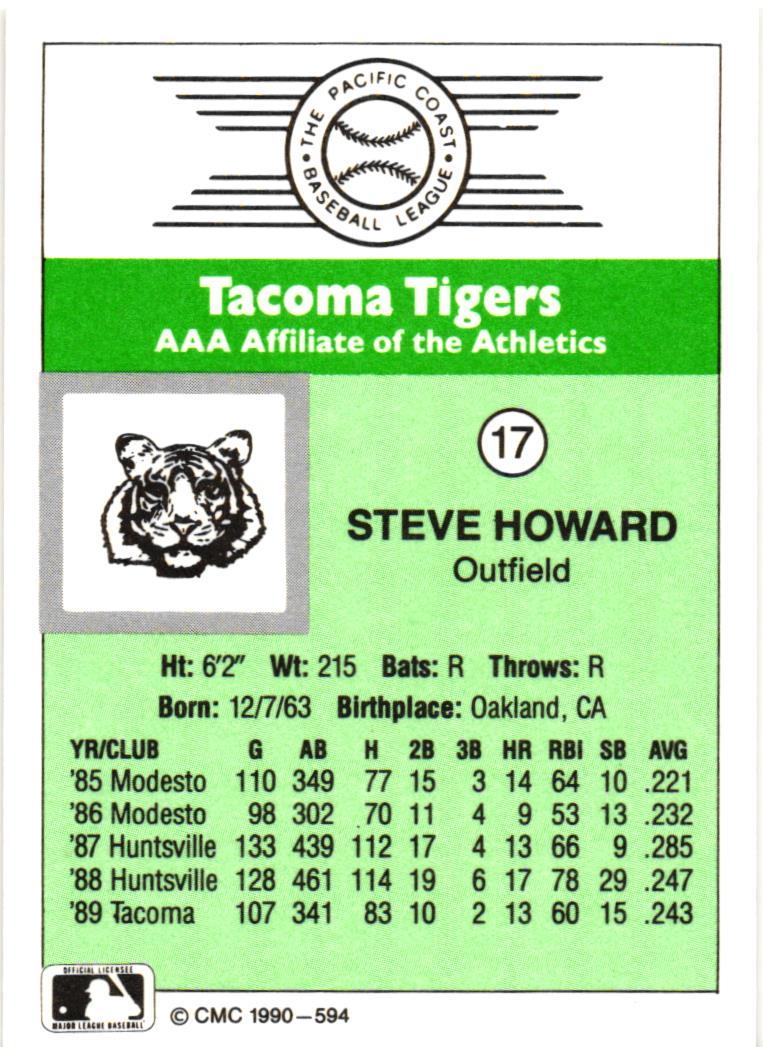 THE PACIFIC COAST
BASEBALL LEAGUE
Tacoma Tigers
AAA Affiliate of the Athletics
17
STEVE HOWARD
Outfield
Ht: 6'2" Wt: 215 Bats: R Throws: R
Born: 12/7/63 Birthplace: Oakland, CA
YR/CLUB G AB H 2B 3B HR RBI SB AVG
'85 Modesto 110 349 77 15 3 14 64 10 .221
'86 Modesto 98 302 70 11 4 9 53 13 .232
'87 Huntsville 133 439 112 17 4 13 66 9 .285
'88 Huntsville 128 461 114 19 6 17 78 29 .247
'89 Tacoma 107 341 83 10 2 13 60 15 .243
OFFICIAL LICENSEE
MAJOR LEAGUE BASEBALL
© CMC 1990—594